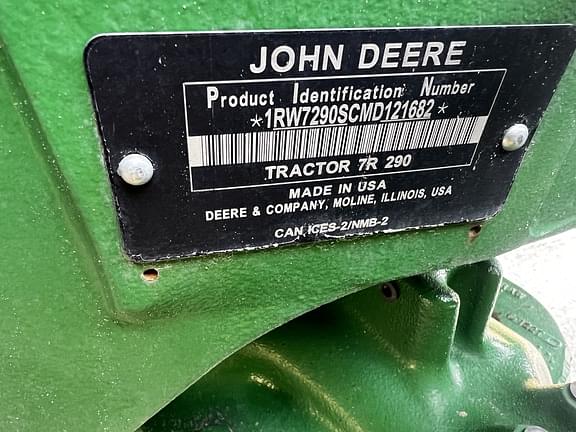 JOHN DEERE
Product Identification Number
*1RW7290SCMD121682*
TRACTOR 7R 290
MADE IN USA
DEERE & COMPANY, MOLINE, ILLINOIS, USA
CAN ICES-2/NMB-2